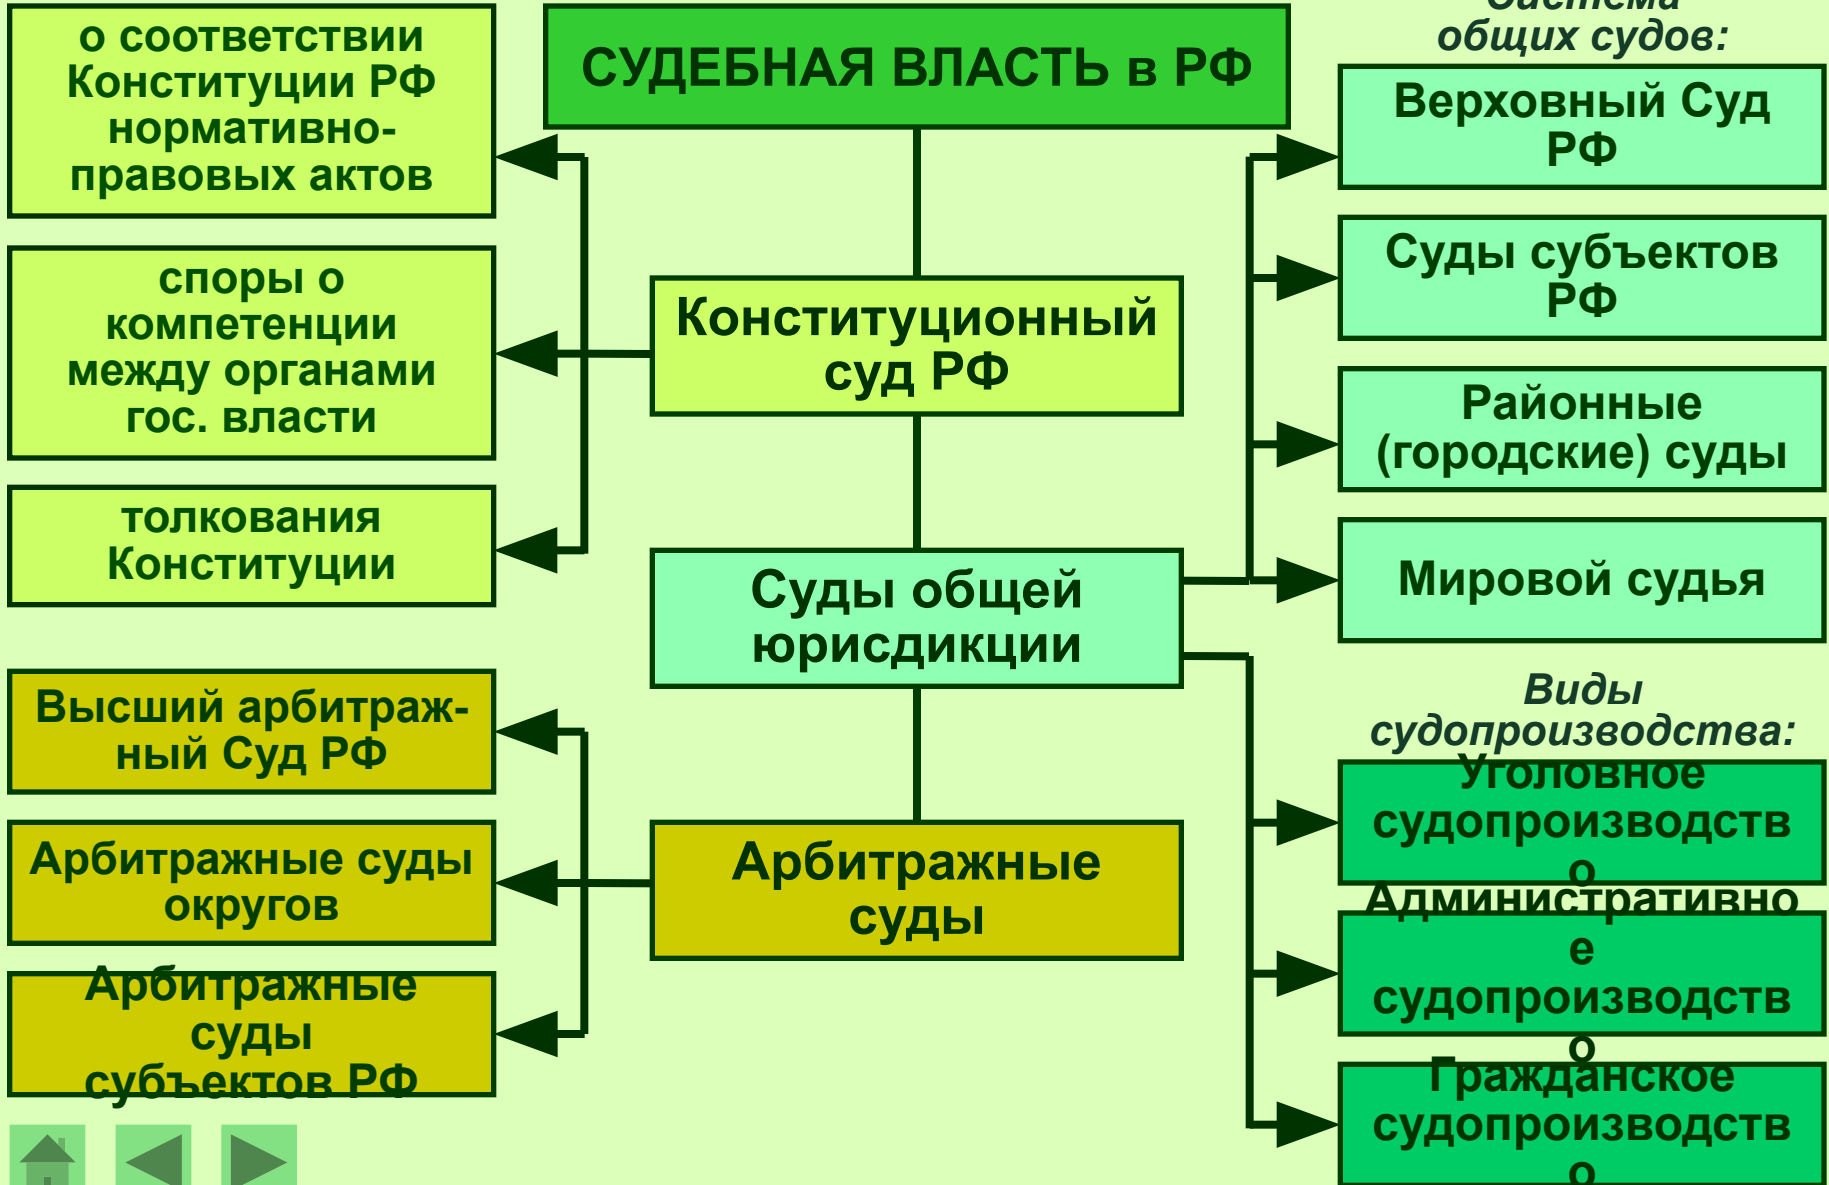 СУДЕБНАЯ ВЛАСТЬ в РФ
о соответствии
Конституции РФ
нормативно-
правовых актов
споры о
компетенции
между органами
гос. власти
толкования
Конституции
Конституционный
суд РФ
Суды общей
юрисдикции
Арбитражные
суды
Высший арбитраж-
ный Суд РФ
Арбитражные суды
округов
Арбитражные
суды
субъектов РФ
Система
общих судов:
Верховный Суд
РФ
Суды субъектов
РФ
Районные
(городские) суды
Мировой судья
Виды
судопроизводства:
Уголовное
судопроизводств
о
Административно
е
судопроизводств
о
Гражданское
судопроизводств
о